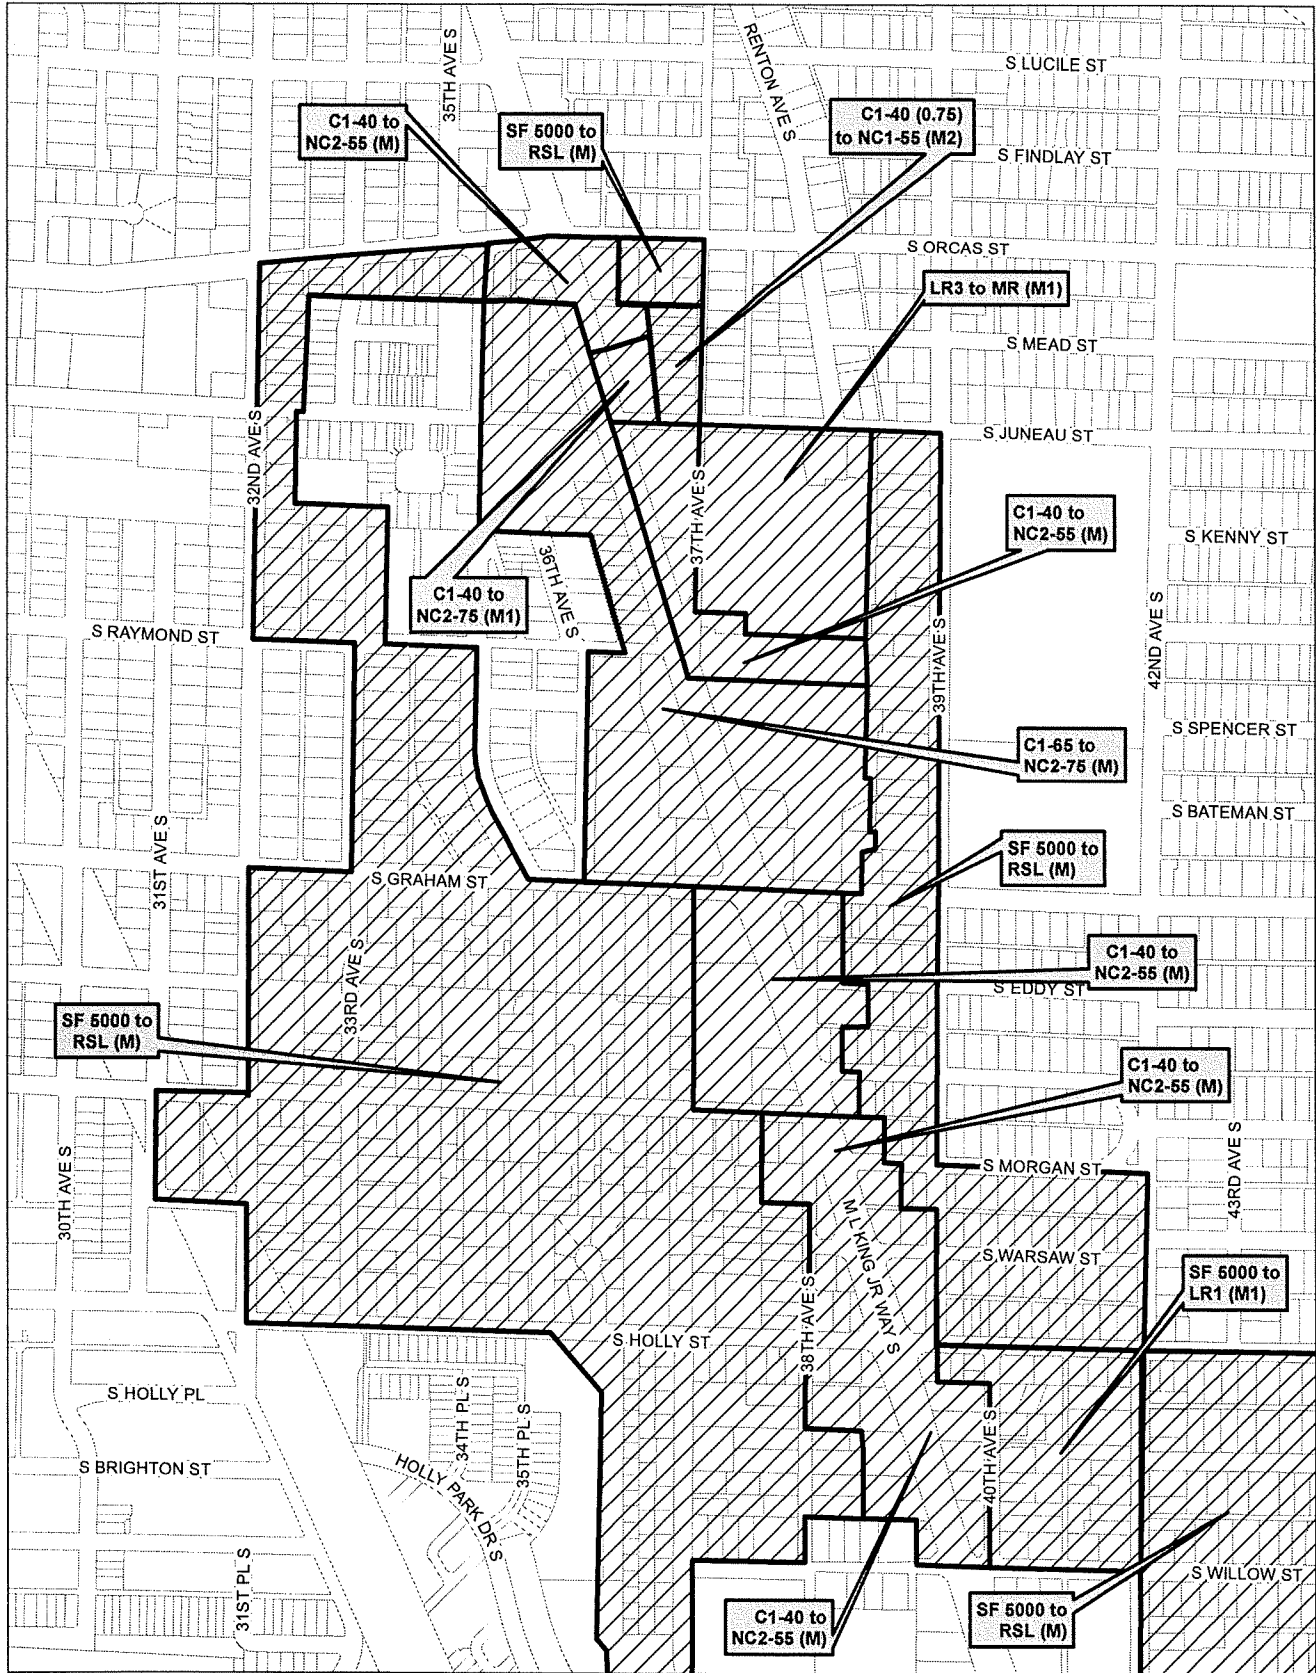 35TH AVE S
RENTON AVE S
S LUCILE ST
C1-40 to
NC2-55 (M)
SF 5000 to
RSL (M)
C1-40 (0.75)
to NC1-55 (M2)
S FINDLAY ST
S ORCAS ST
LR3 to MR (M1)
S MEAD ST
32ND AVE S
S JUNEAU ST
37TH AVE S
C1-40 to
NC2-55 (M)
S KENNY ST
36TH AVE S
C1-40 to
NC2-75 (M1)
S RAYMOND ST
39TH AVE S
42ND AVE S
C1-65 to
NC2-75 (M)
S SPENCER ST
S BATEMAN ST
31ST AVE S
S GRAHAM ST
SF 5000 to
RSL (M)
33RD AVE S
C1-40 to
NC2-55 (M)
S EDDY ST
SF 5000 to
RSL (M)
C1-40 to
NC2-55 (M)
30TH AVE S
S MORGAN ST
43RD AVE S
M L KING JR WAY S
S WARSAW ST
SF 5000 to
LR1 (M1)
38TH AVE S
S HOLLY ST
S HOLLY PL
34TH PL S
35TH PL S
40TH AVE S
S BRIGHTON ST
HOLLY PARK DR S
31ST PL S
S WILLOW ST
C1-40 to
NC2-55 (M)
SF 5000 to
RSL (M)